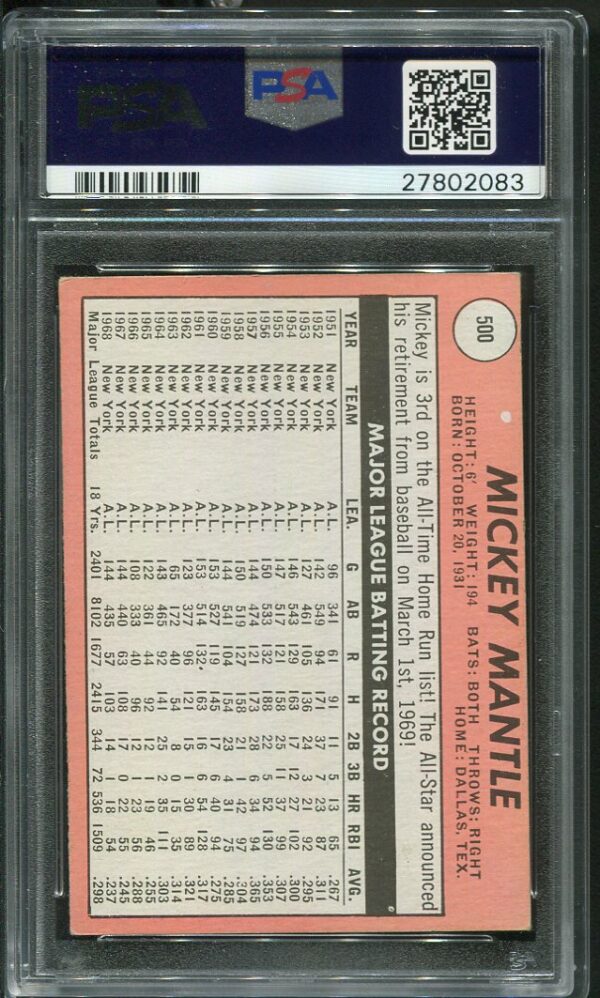 PSA
PSA
27802083
500
MICKEY MANTLE
HEIGHT: 6' WEIGHT: 194 BATS: BOTH THROWS: RIGHT
BORN: OCTOBER 20, 1931 HOME: DALLAS, TEX.
Mickey is 3rd on the All-Time Home Run list! The All-Star announced
his retirement from baseball on March 1st, 1969!
MAJOR LEAGUE BATTING RECORD
YEAR TEAM LEA. G AB R H 2B 3B HR RBI AVG.
1951 New York A.L. 96 341 61 91 11 5 13 65 .267
1952 New York A.L. 142 549 94 171 37 7 23 87 .311
1953 New York A.L. 127 461 105 136 24 3 21 92 .295
1954 New York A.L. 146 543 129 168 17 12 27 102 .300
1955 New York A.L. 147 517 121 158 25 11 37 99 .307
1956 New York A.L. 150 533 132 188 22 5 52 130 .353
1957 New York A.L. 144 474 121 173 28 6 34 94 .365
1958 New York A.L. 150 519 127 158 21 1 42 97 .304
1959 New York A.L. 144 541 104 154 23 4 31 75 .285
1960 New York A.L. 153 527 119 145 17 6 40 94 .275
1961 New York A.L. 153 514 132 163 16 6 54 128 .317
1962 New York A.L. 123 377 96 121 15 1 30 89 .321
1963 New York A.L. 65 172 40 54 8 0 15 35 .314
1964 New York A.L. 143 465 92 141 25 2 35 111 .303
1965 New York A.L. 122 361 44 92 12 1 19 46 .255
1966 New York A.L. 108 333 40 96 12 1 23 56 .288
1967 New York A.L. 144 440 63 108 17 0 22 55 .245
1968 New York A.L. 144 435 57 103 14 1 18 54 .237
Major League Totals 18 Yrs. 2401 8102 1677 2415 344 72 536 1509 .298